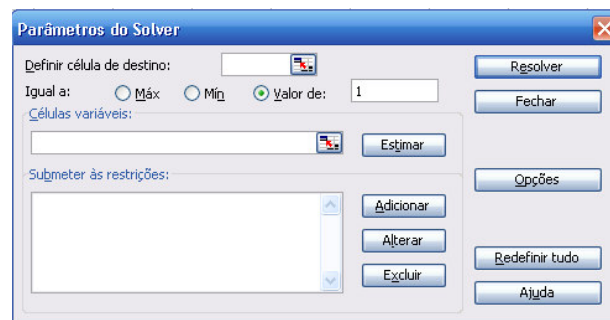 Parâmetros do Solver
Definir célula de destino:
Resolver
Igual a: Máx Mín Valor de: 1
Fechar
Células variáveis:
Estimar
Submeter às restrições:
Opções
Adicionar
Alterar
Redefinir tudo
Excluir
Ajuda